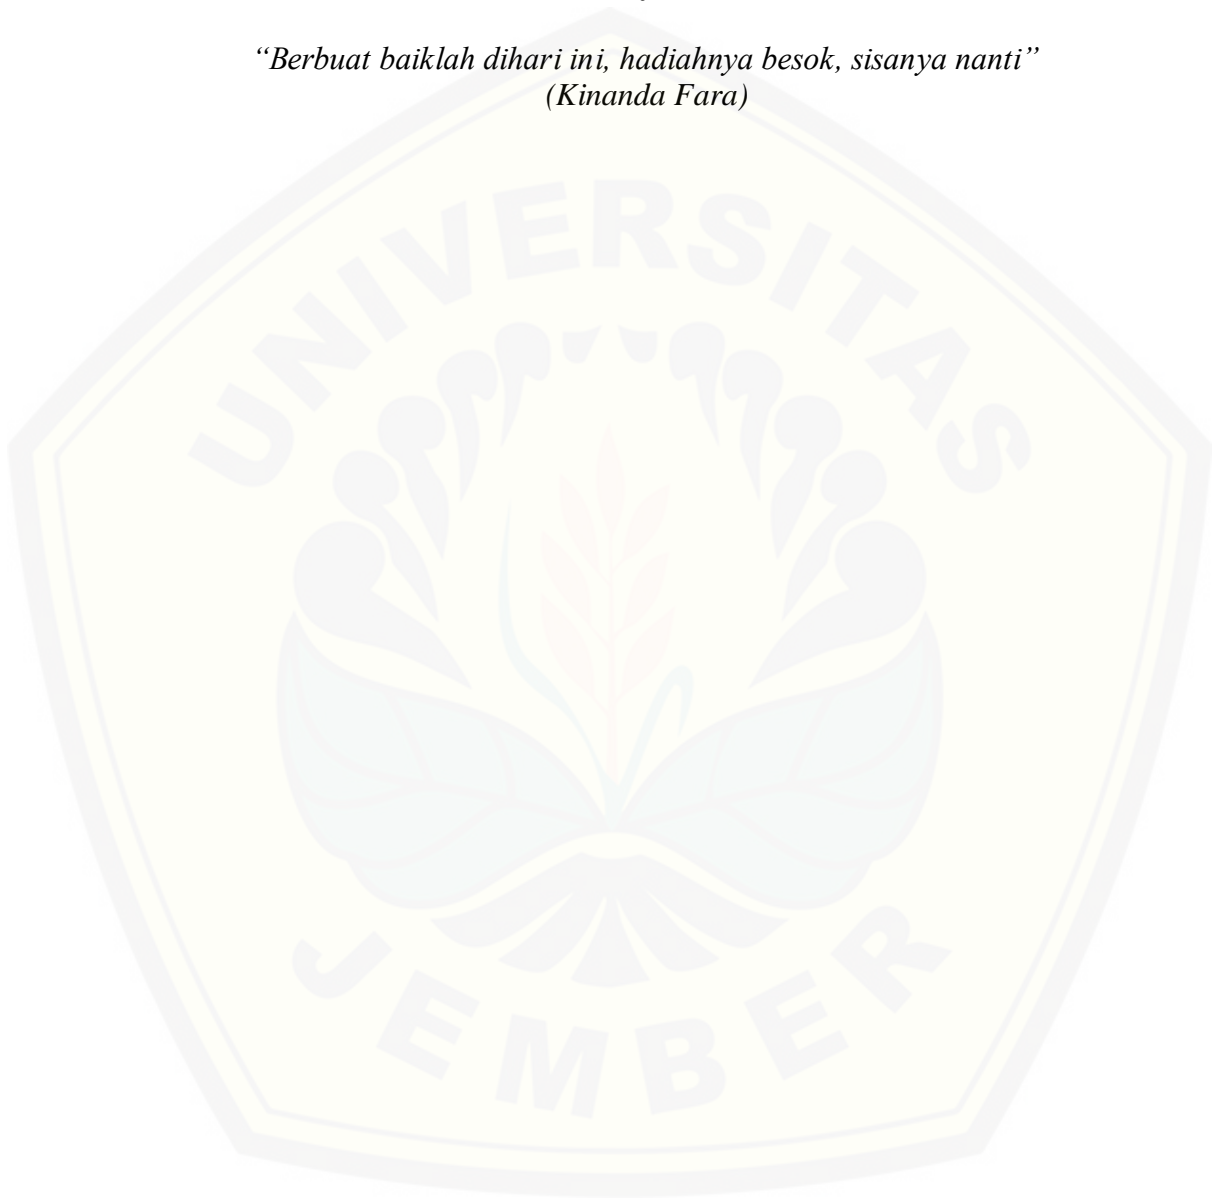 “Berbuat baiklah dihari ini, hadiahnya besok, sisanya nanti”
(Kinanda Fara)
UNIVERSITAS
JEMBER